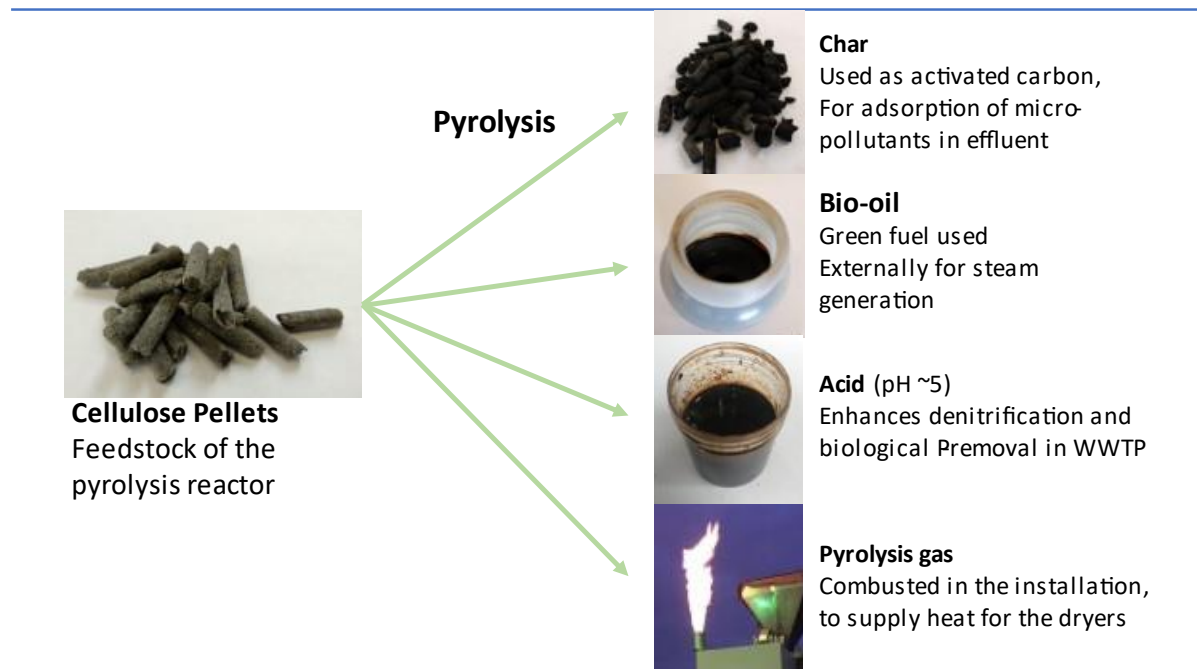 Pyrolysis
Cellulose Pellets
Feedstock of the
pyrolysis reactor
Char
Used as activated carbon,
For adsorption of micro-
pollutants in effluent
Bio-oil
Green fuel used
Externally for steam
generation
Acid (pH ~5)
Enhances denitrification and
biological P-removal in WWTP
Pyrolysis gas
Combusted in the installation,
to supply heat for the dryers